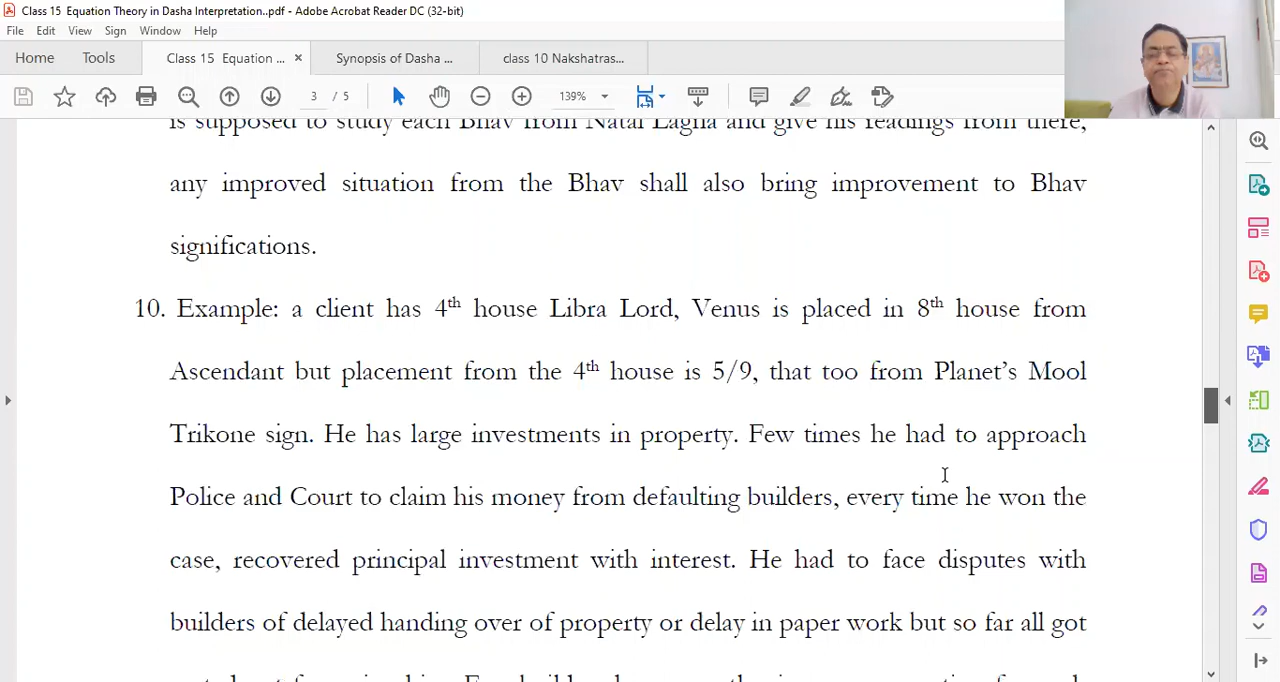 Class 15 Equation Theory in Dasha Interpretation..pdf - Adobe Acrobat Reader DC (32-bit)
File Edit View Sign Window Help
Home Tools Class 15 Equation ... × Synopsis of Dasha ... class 10 Nakshatras...
3 / 5 139%
is supposed to study each Bhav from Natal Lagna and give his readings from there,
any improved situation from the Bhav shall also bring improvement to Bhav
significations.
10. Example: a client has 4th house Libra Lord, Venus is placed in 8th house from
Ascendant but placement from the 4th house is 5/9, that too from Planet's Mool
Trikone sign. He has large investments in property. Few times he had to approach
Police and Court to claim his money from defaulting builders, every time he won the
case, recovered principal investment with interest. He had to face disputes with
builders of delayed handing over of property or delay in paper work but so far all got